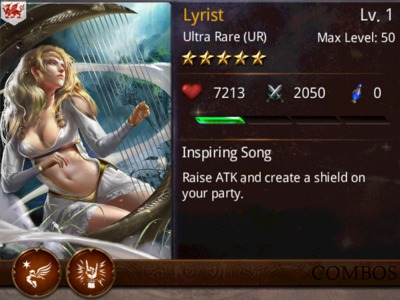 Lyrist Lv. 1
Ultra Rare (UR) Max Level: 50
7213 2050 0
Inspiring Song
Raise ATK and create a shield on
your party.
COMBOS